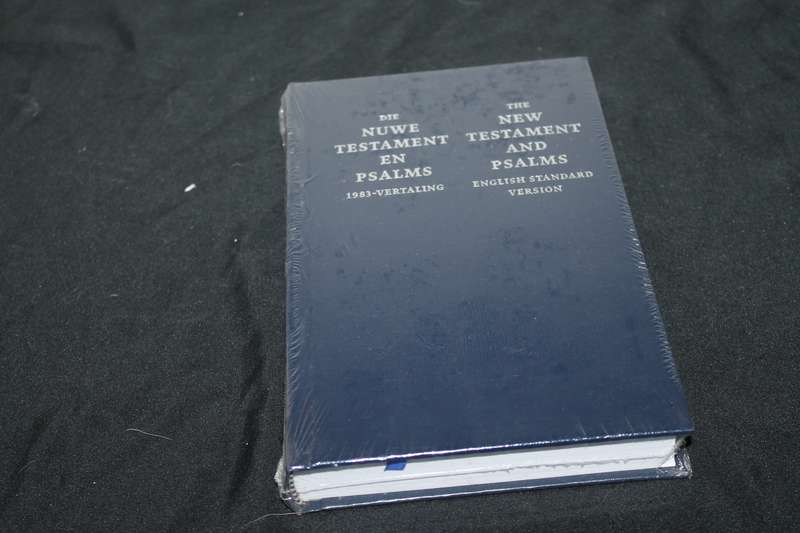 DIE
NUWE
TESTAMENT
EN
PSALMS
1983-VERTALING
THE
NEW
TESTAMENT
AND
PSALMS
ENGLISH STANDARD
VERSION